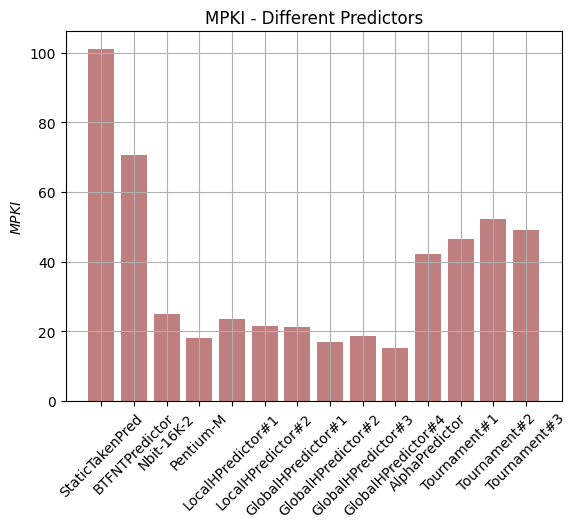 MPKI - Different Predictors
MPKI
100
80
60
40
20
0
StaticTakenPred
BTFNTPredictor
Nbit-16K-2
Pentium-M
LocalHPredictor#1
LocalHPredictor#2
GlobalHPredictor#1
GlobalHPredictor#2
GlobalHPredictor#3
GlobalHPredictor#4
AlphaPredictor
Tournament#1
Tournament#2
Tournament#3